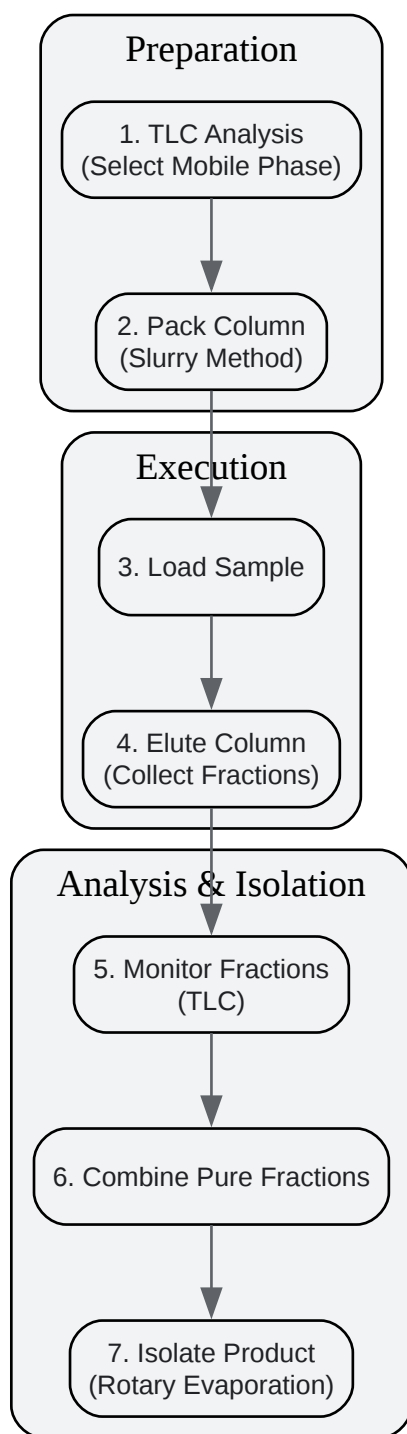 Preparation
1. TLC Analysis
(Select Mobile Phase)
2. Pack Column
(Slurry Method)
Execution
3. Load Sample
4. Elute Column
(Collect Fractions)
Analysis & Isolation
5. Monitor Fractions
(TLC)
6. Combine Pure Fractions
7. Isolate Product
(Rotary Evaporation)